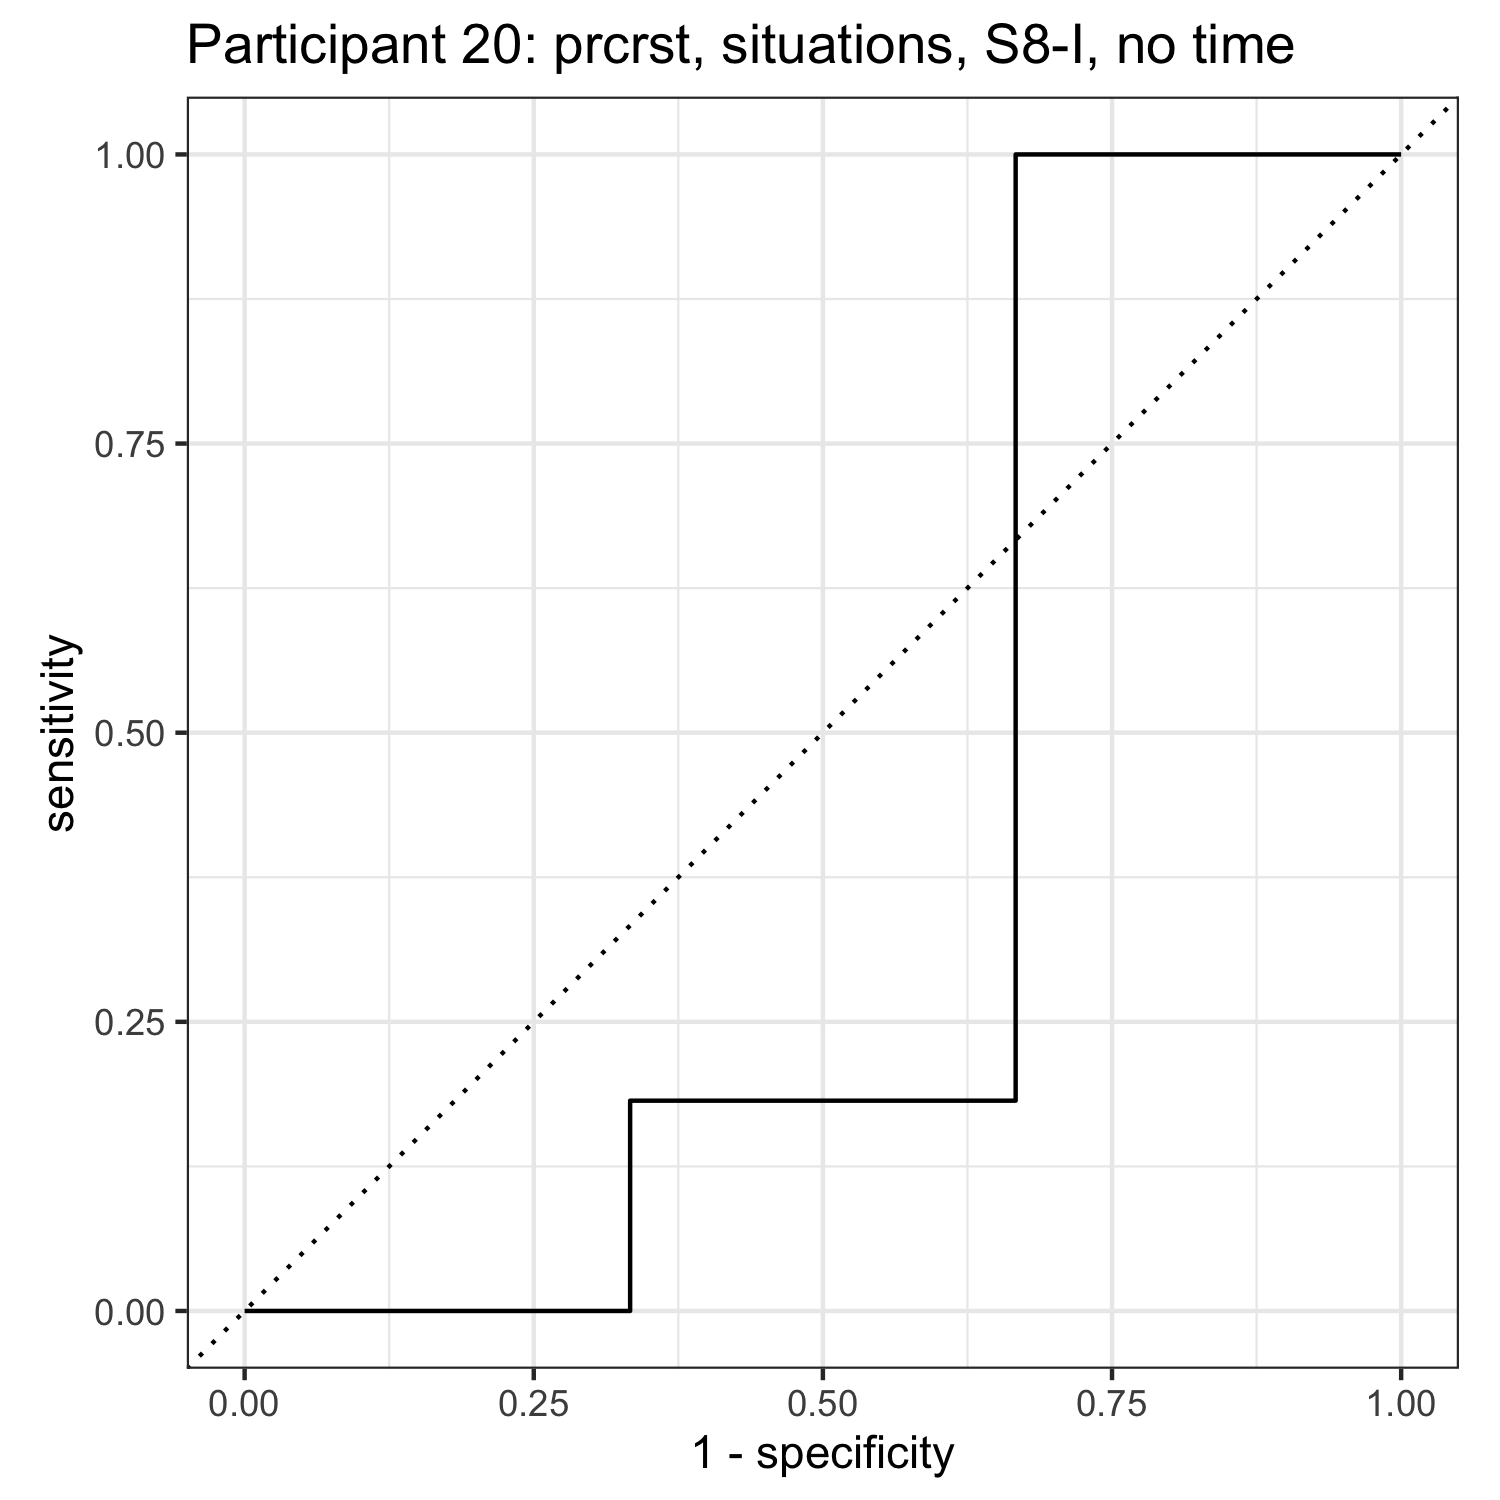 Participant 20: prcrst, situations, S8-I, no time
1.00
0.75
0.50
0.25
0.00
sensitivity
0.00 0.25 0.50 0.75 1.00
1 - specificity